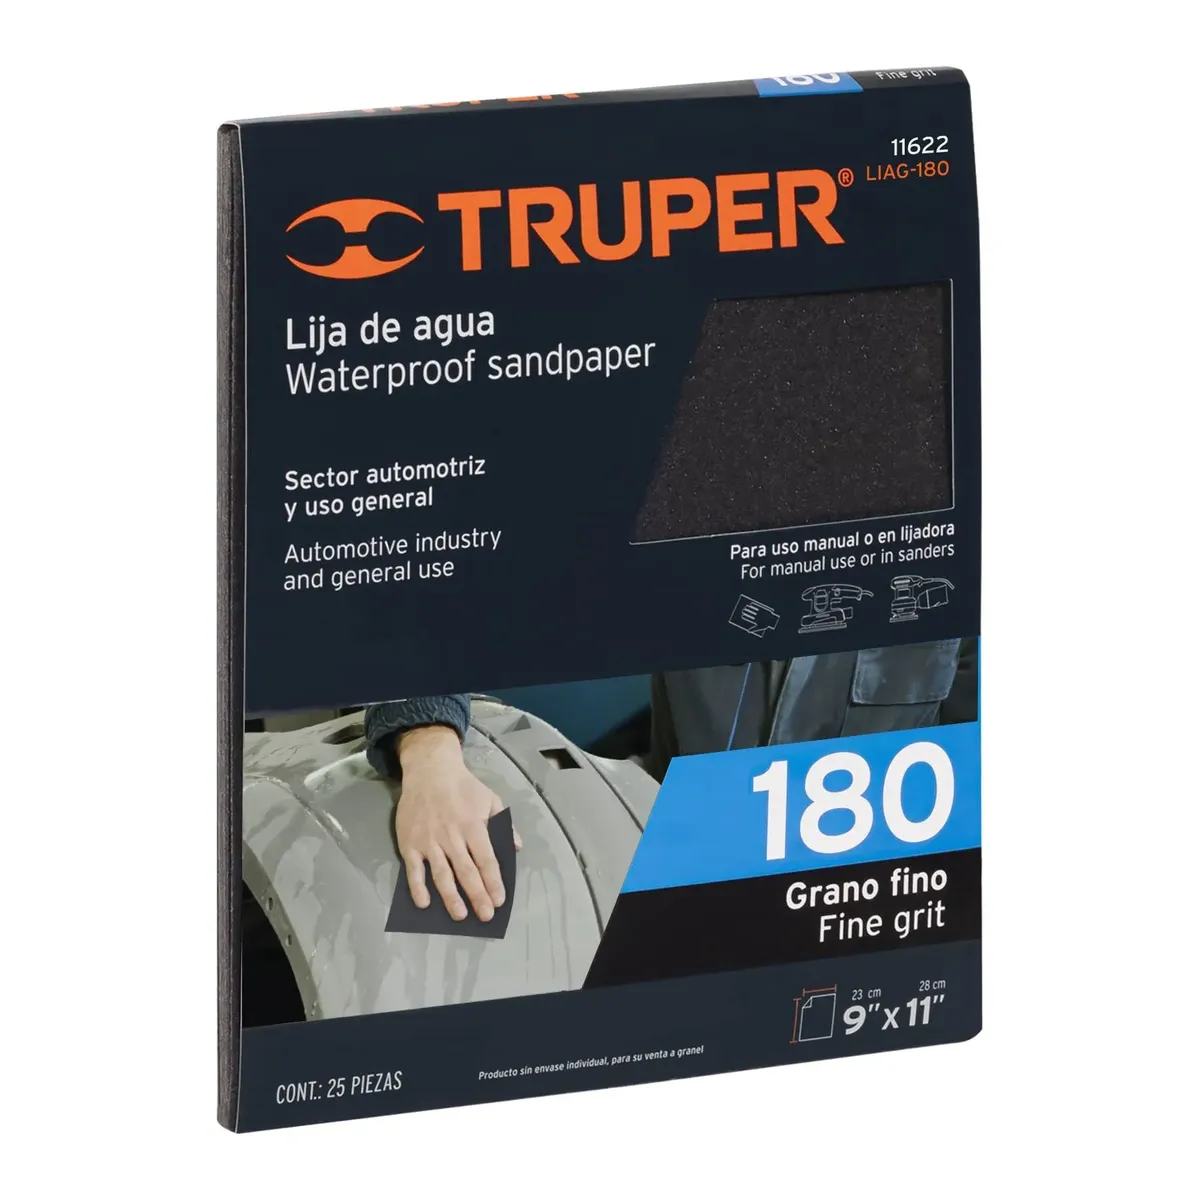 180 Fine grit
11622
LIAG-180
TRUPER®
Lija de agua
Waterproof sandpaper
Sector automotriz
y uso general
Automotive industry
and general use
Para uso manual o en lijadora
For manual use or in sanders
180
Grano fino
Fine grit
23 cm 28 cm
9" x 11"
Producto sin envase individual, para su venta a granel
CONT.: 25 PIEZAS